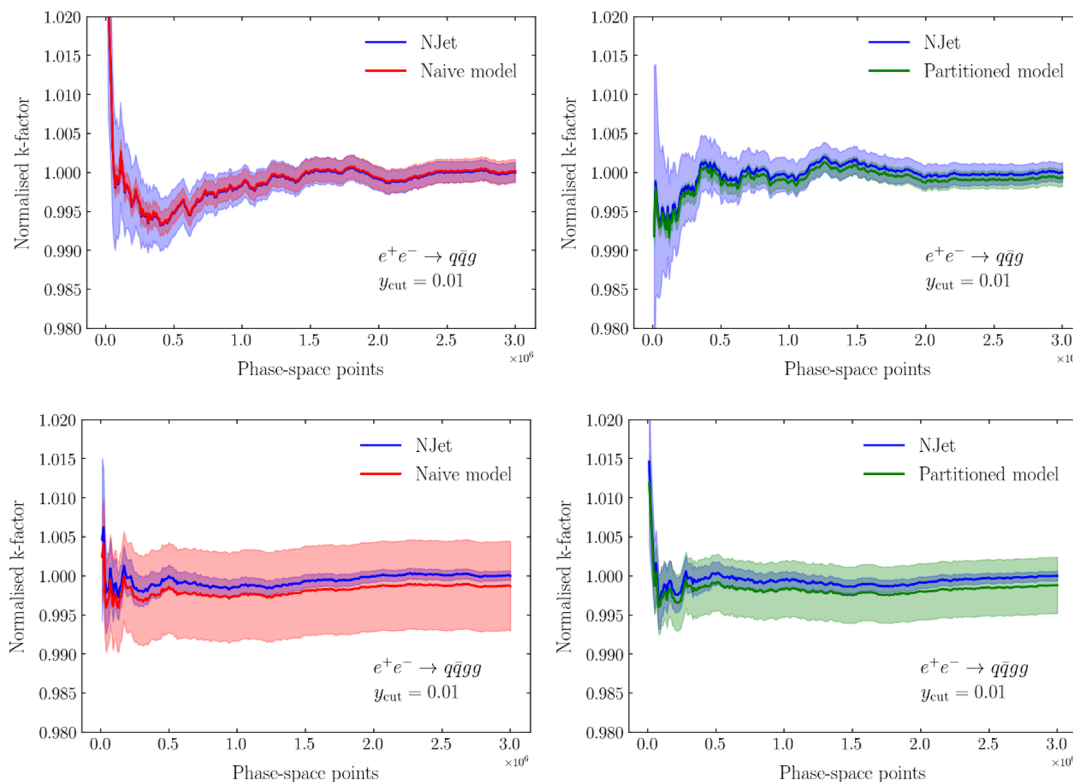 1.020
1.015
1.010
1.005
1.000
0.995
0.990
0.985
0.980
Normalised k-factor
NJet
Naive model
e⁺e⁻ → qq̄g
y_cut = 0.01
0.0 0.5 1.0 1.5 2.0 2.5 3.0
×10⁶
Phase-space points
1.020
1.015
1.010
1.005
1.000
0.995
0.990
0.985
0.980
Normalised k-factor
NJet
Partitioned model
e⁺e⁻ → qq̄g
y_cut = 0.01
0.0 0.5 1.0 1.5 2.0 2.5 3.0
Phase-space points
1.020
1.015
1.010
1.005
1.000
0.995
0.990
0.985
0.980
Normalised k-factor
NJet
Naive model
e⁺e⁻ → qq̄gg
y_cut = 0.01
0.0 0.5 1.0 1.5 2.0 2.5 3.0
×10⁶
Phase-space points
1.020
1.015
1.010
1.005
1.000
0.995
0.990
0.985
0.980
Normalised k-factor
NJet
Partitioned model
e⁺e⁻ → qq̄gg
y_cut = 0.01
0.0 0.5 1.0 1.5 2.0 2.5 3.0
×10⁶
Phase-space points